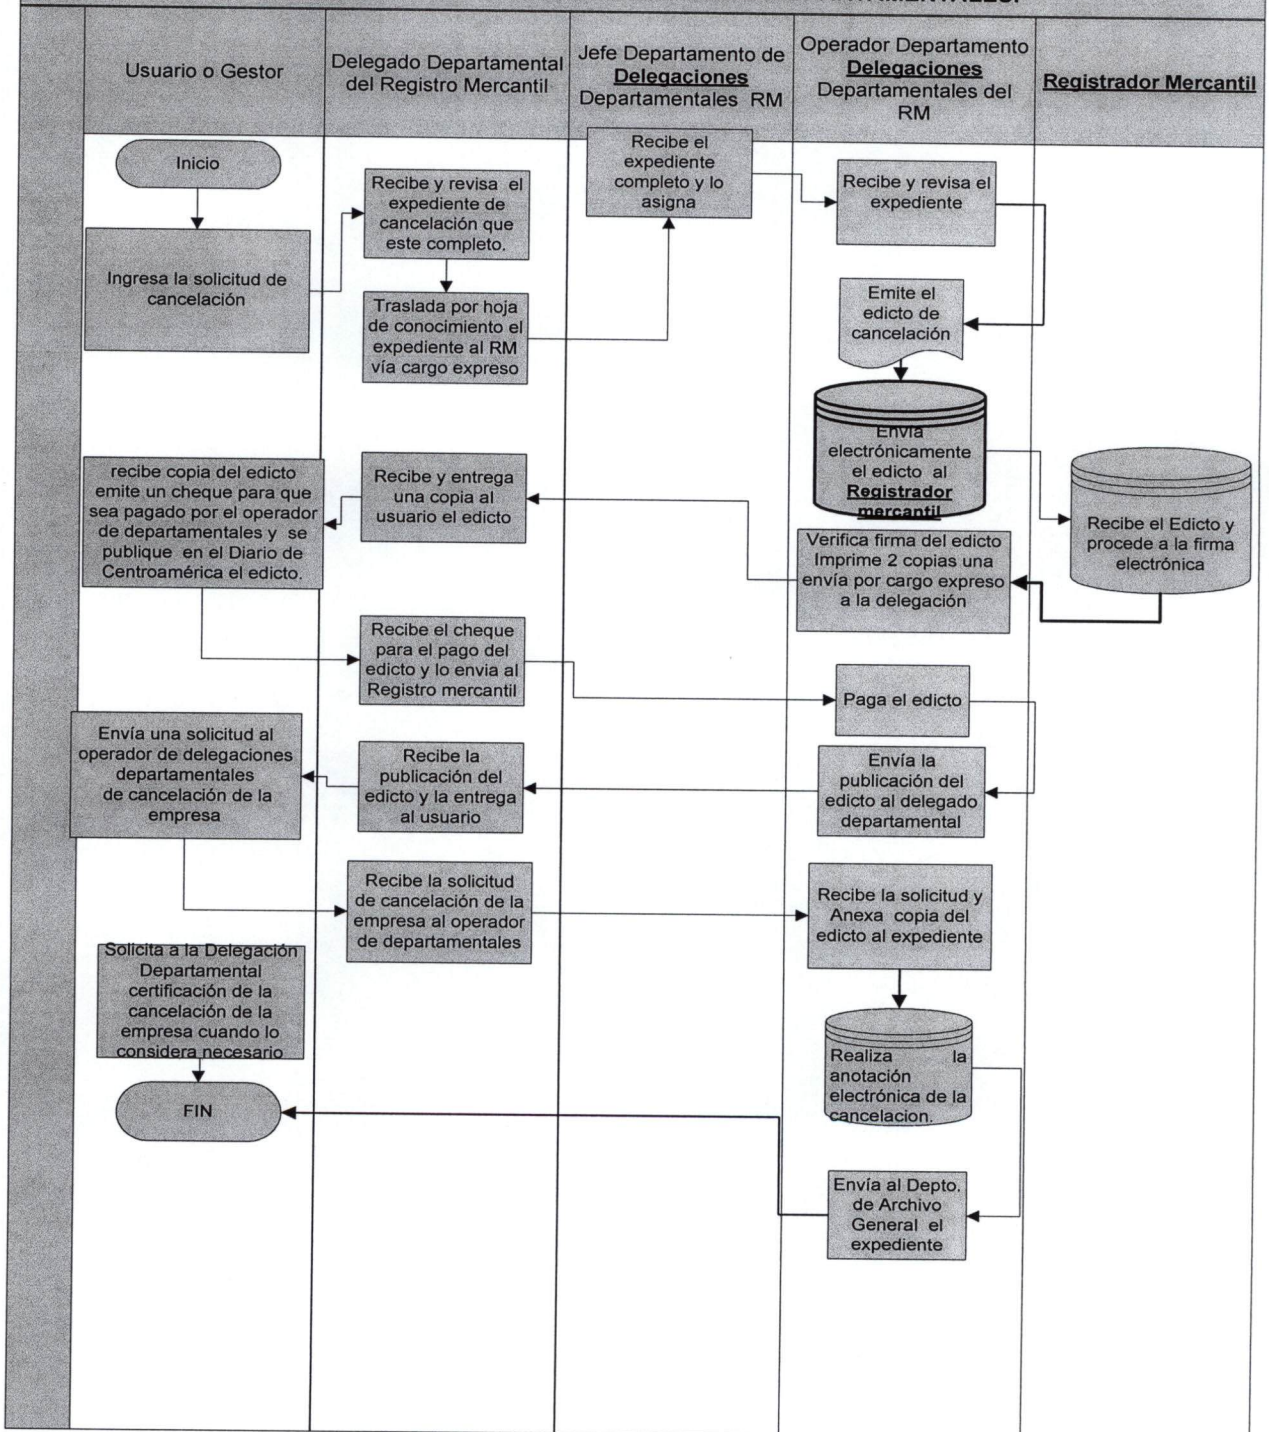 Usuario o Gestor
Delegado Departamental
del Registro Mercantil
Jefe Departamento de
Delegaciones
Departamentales RM
Operador Departamento
Delegaciones
Departamentales del
RM
Registrador Mercantil
Inicio
Ingresa la solicitud de
cancelación
Recibe y revisa el
expediente de
cancelación que
este completo.
Traslada por hoja
de conocimiento el
expediente al RM
vía cargo expreso
Recibe el
expediente
completo y lo
asigna
Recibe y revisa el
expediente
Emite el
edicto de
cancelación
Envía
electrónicamente
el edicto al
Registrador
mercantil
Recibe el Edicto y
procede a la firma
electrónica
Verifica firma del edicto
Imprime 2 copias una
envía por cargo expreso
a la delegación
Recibe y entrega
una copia al
usuario el edicto
recibe copia del edicto
emite un cheque para que
sea pagado por el operador
de departamentales y se
publique en el Diario de
Centroamérica el edicto.
Recibe el cheque
para el pago del
edicto y lo envia al
Registro mercantil
Paga el edicto
Envía la
publicación del
edicto al delegado
departamental
Recibe la
publicación del
edicto y la entrega
al usuario
Envía una solicitud al
operador de delegaciones
departamentales
de cancelación de la
empresa
Recibe la solicitud
de cancelación de la
empresa al operador
de departamentales
Recibe la solicitud y
Anexa copia del
edicto al expediente
Realiza la
anotación
electrónica de la
cancelacion.
Envía al Depto.
de Archivo
General el
expediente
Solicita a la Delegación
Departamental
certificación de la
cancelación de la
empresa cuando lo
considera necesario
FIN